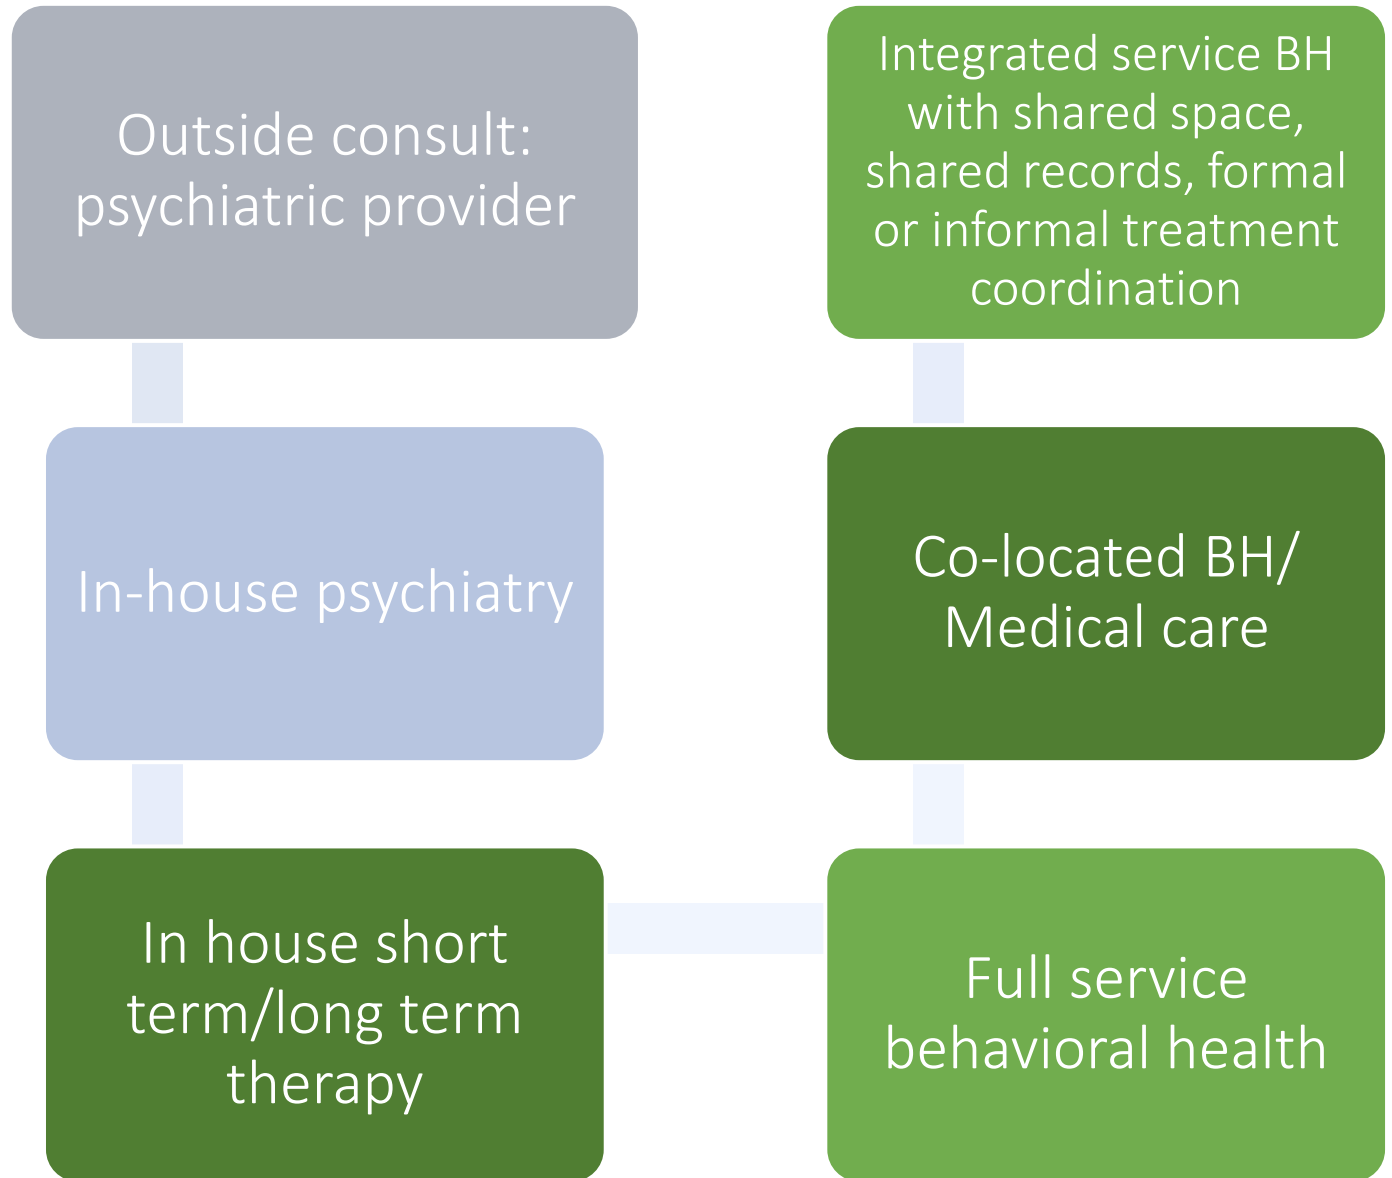 Outside consult:
psychiatric provider
In-house psychiatry
In house short
term/long term
therapy
Full service
behavioral health
Co-located BH/
Medical care
Integrated service BH
with shared space,
shared records, formal
or informal treatment
coordination